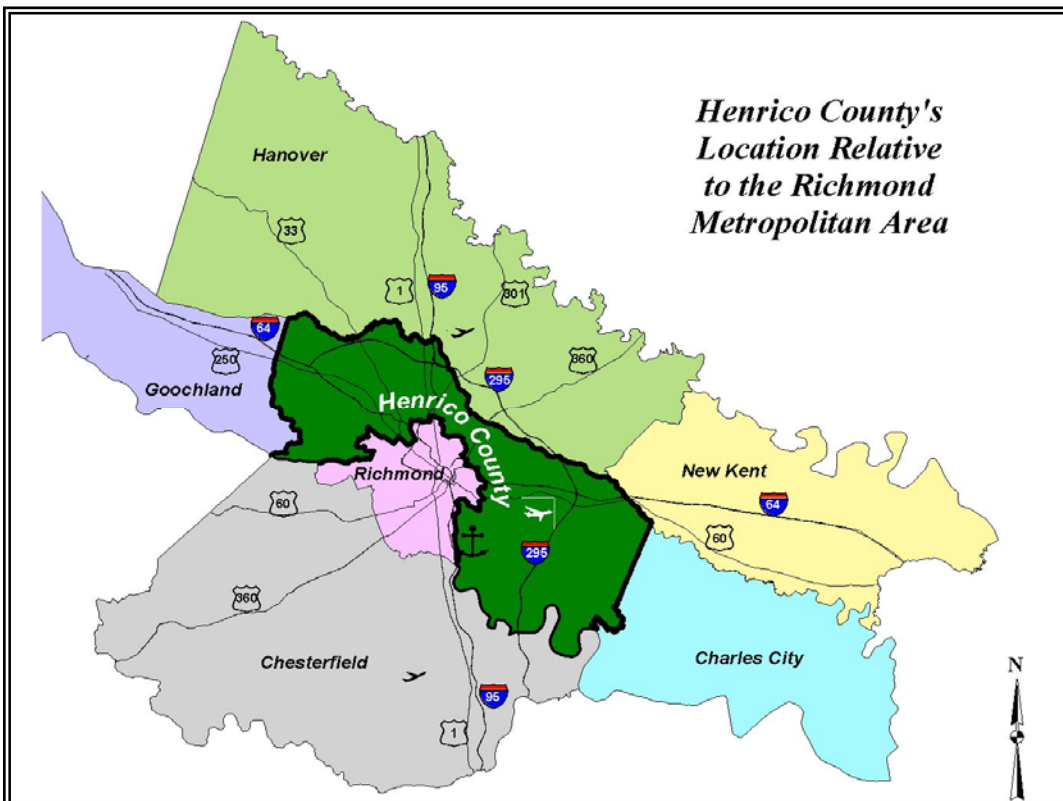 Henrico County's
Location Relative
to the Richmond
Metropolitan Area
Hanover
33
1
95
301
64
250
360
295
Goochland
Henrico County
Richmond
New Kent
60
64
295
60
360
Chesterfield
Charles City
95
1
N